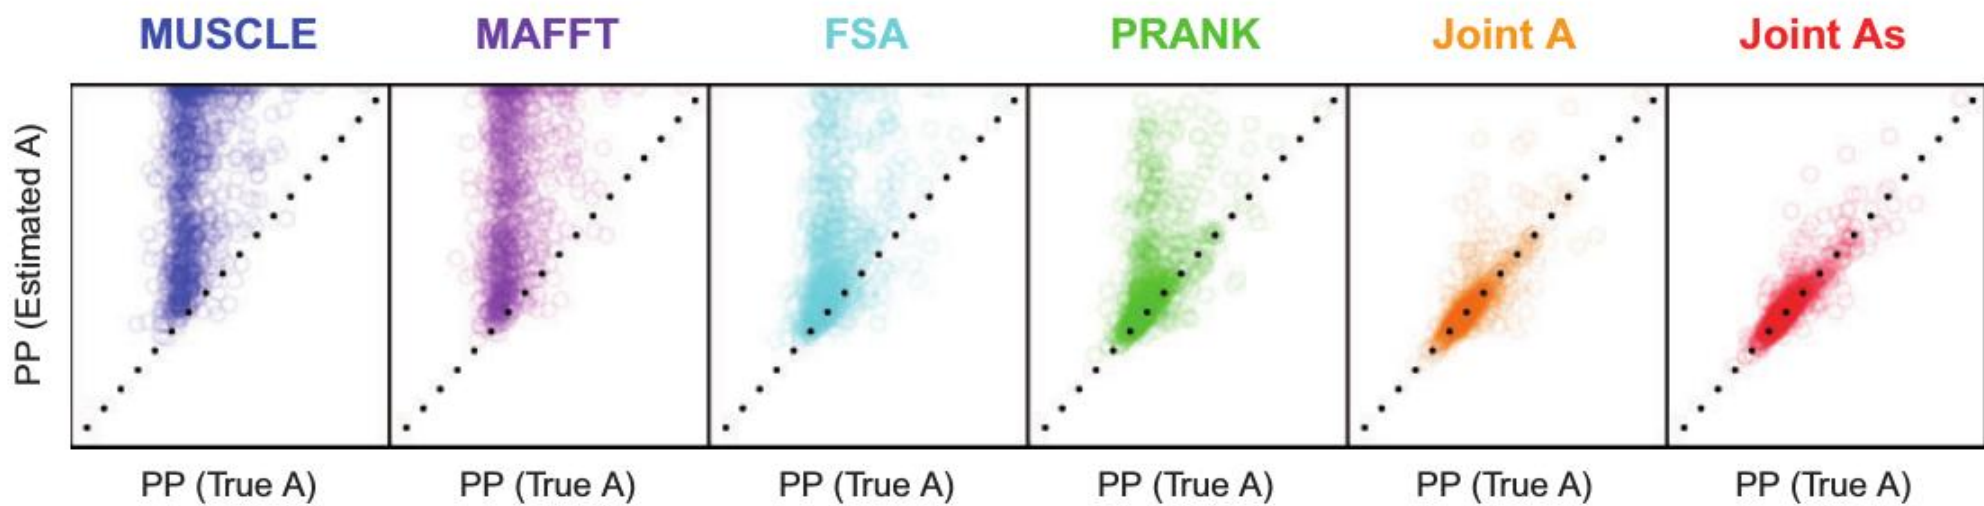 MUSCLE MAFFT FSA PRANK Joint A Joint As
PP (Estimated A)
PP (True A) PP (True A) PP (True A) PP (True A) PP (True A) PP (True A)